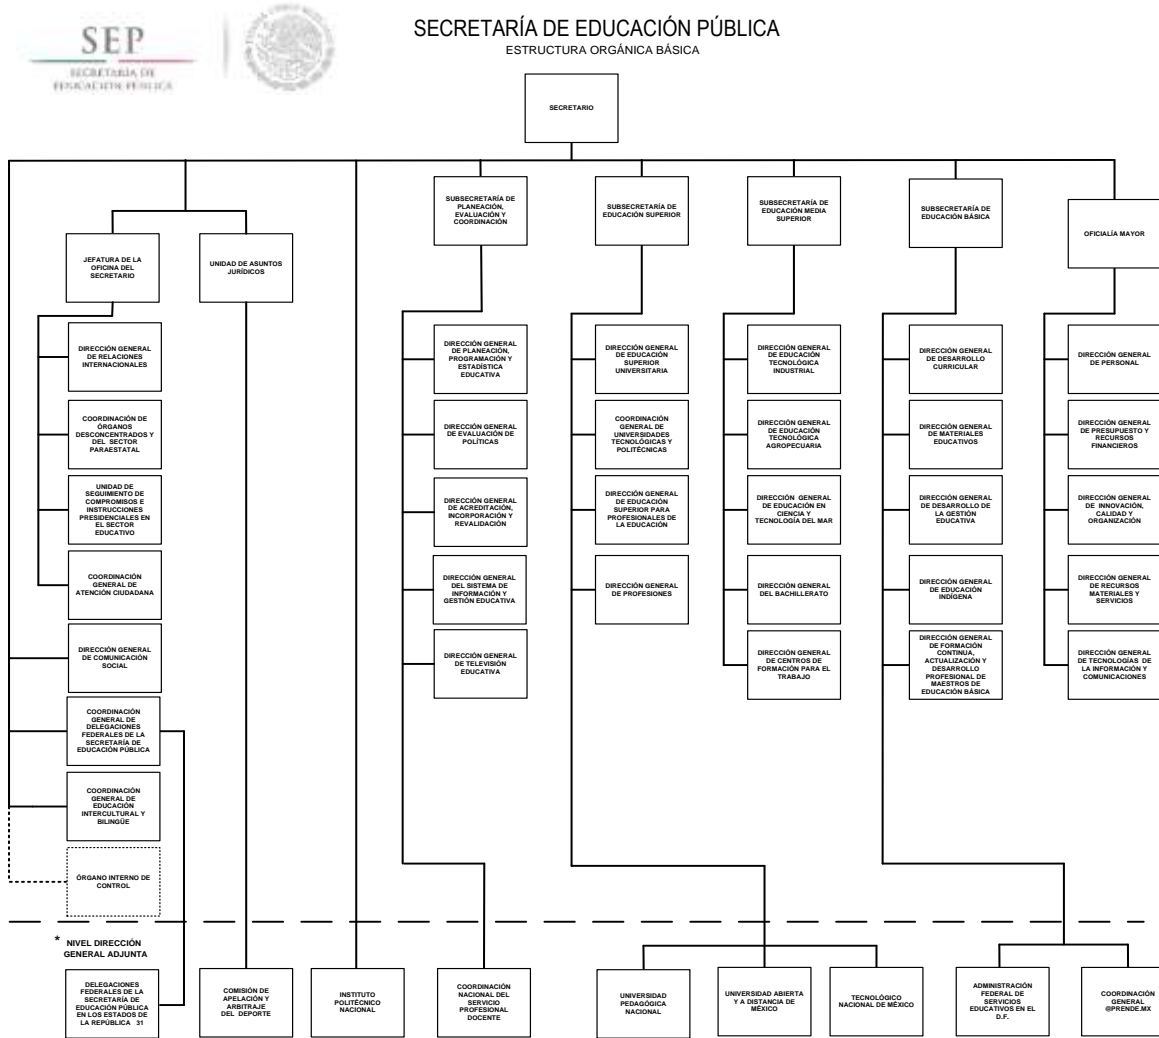 SEP
SECRETARÍA DE
EDUCACIÓN PÚBLICA
SECRETARÍA DE EDUCACIÓN PÚBLICA
ESTRUCTURA ORGÁNICA BÁSICA
SECRETARIO
SUBSECRETARÍA DE
PLANEACIÓN,
EVALUACIÓN Y
COORDINACIÓN
SUBSECRETARÍA DE
EDUCACIÓN SUPERIOR
SUBSECRETARÍA DE
EDUCACIÓN MEDIA
SUPERIOR
SUBSECRETARÍA DE
EDUCACIÓN BÁSICA
OFICIALÍA MAYOR
JEFATURA DE LA
OFICINA DEL
SECRETARIO
UNIDAD DE ASUNTOS
JURÍDICOS
DIRECCIÓN GENERAL
DE RELACIONES
INTERNACIONALES
DIRECCIÓN GENERAL
DE PLANEACIÓN,
PROGRAMACIÓN Y
ESTADÍSTICA
EDUCATIVA
DIRECCIÓN GENERAL
DE EDUCACIÓN
SUPERIOR
UNIVERSITARIA
DIRECCIÓN GENERAL
DE EDUCACIÓN
TECNOLÓGICA
INDUSTRIAL
DIRECCIÓN GENERAL
DE DESARROLLO
CURRICULAR
DIRECCIÓN GENERAL
DE PERSONAL
COORDINACIÓN DE
ÓRGANOS
DESCONCENTRADOS Y
DEL SECTOR
PARAESTATAL
DIRECCIÓN GENERAL
DE EVALUACIÓN DE
POLÍTICAS
COORDINACIÓN
GENERAL DE
UNIVERSIDADES
TECNOLÓGICAS Y
POLITÉCNICAS
DIRECCIÓN GENERAL
DE EDUCACIÓN
TECNOLÓGICA
AGROPECUARIA
DIRECCIÓN GENERAL
DE MATERIALES
EDUCATIVOS
DIRECCIÓN GENERAL
DE PRESUPUESTO Y
RECURSOS
FINANCIEROS
UNIDAD DE
SEGUIMIENTO DE
COMPROMISOS E
INSTRUCCIONES
PRESIDENCIALES EN
EL SECTOR
EDUCATIVO
DIRECCIÓN GENERAL
DE ACREDITACIÓN,
INCORPORACIÓN Y
REVALIDACIÓN
DIRECCIÓN GENERAL
DE EDUCACIÓN
SUPERIOR PARA
PROFESIONALES DE
LA EDUCACIÓN
DIRECCIÓN GENERAL
DE EDUCACIÓN EN
CIENCIA Y
TECNOLOGÍA DEL MAR
DIRECCIÓN GENERAL
DE DESARROLLO DE
LA GESTIÓN
EDUCATIVA
DIRECCIÓN GENERAL
DE INNOVACIÓN,
CALIDAD Y
ORGANIZACIÓN
COORDINACIÓN
GENERAL DE
ATENCIÓN CIUDADANA
DIRECCIÓN GENERAL
DEL SISTEMA DE
INFORMACIÓN Y
GESTIÓN EDUCATIVA
DIRECCIÓN GENERAL
DE PROFESIONES
DIRECCIÓN GENERAL
DEL BACHILLERATO
DIRECCIÓN GENERAL
DE EDUCACIÓN
INDÍGENA
DIRECCIÓN GENERAL
DE RECURSOS
MATERIALES Y
SERVICIOS
DIRECCIÓN GENERAL
DE COMUNICACIÓN
SOCIAL
DIRECCIÓN GENERAL
DE TELEVISIÓN
EDUCATIVA
DIRECCIÓN GENERAL
DE CENTROS DE
FORMACIÓN PARA EL
TRABAJO
DIRECCIÓN GENERAL
DE FORMACIÓN
CONTINUA,
ACTUALIZACIÓN Y
DESARROLLO
PROFESIONAL DE
MAESTROS DE
EDUCACIÓN BÁSICA
DIRECCIÓN GENERAL
DE TECNOLOGÍAS DE
LA INFORMACIÓN Y
COMUNICACIONES
COORDINACIÓN
GENERAL DE
DELEGACIONES
FEDERALES DE LA
SECRETARÍA DE
EDUCACIÓN PÚBLICA
COORDINACIÓN
GENERAL DE
EDUCACIÓN
INTERCULTURAL Y
BILINGÜE
ÓRGANO INTERNO DE
CONTROL
* NIVEL DIRECCIÓN
GENERAL ADJUNTA
DELEGACIONES
FEDERALES DE LA
SECRETARÍA DE
EDUCACIÓN PÚBLICA
EN LOS ESTADOS DE
LA REPÚBLICA 31
COMISIÓN DE
APELACIÓN Y
ARBITRAJE
DEL DEPORTE
INSTITUTO
POLITÉCNICO
NACIONAL
COORDINACIÓN
NACIONAL DEL
SERVICIO
PROFESIONAL
DOCENTE
UNIVERSIDAD
PEDAGÓGICA
NACIONAL
UNIVERSIDAD ABIERTA
Y A DISTANCIA DE
MÉXICO
TECNOLÓGICO
NACIONAL DE MÉXICO
ADMINISTRACIÓN
FEDERAL DE
SERVICIOS
EDUCATIVOS EN EL
D.F.
COORDINACIÓN
GENERAL
@PRENDE.MX